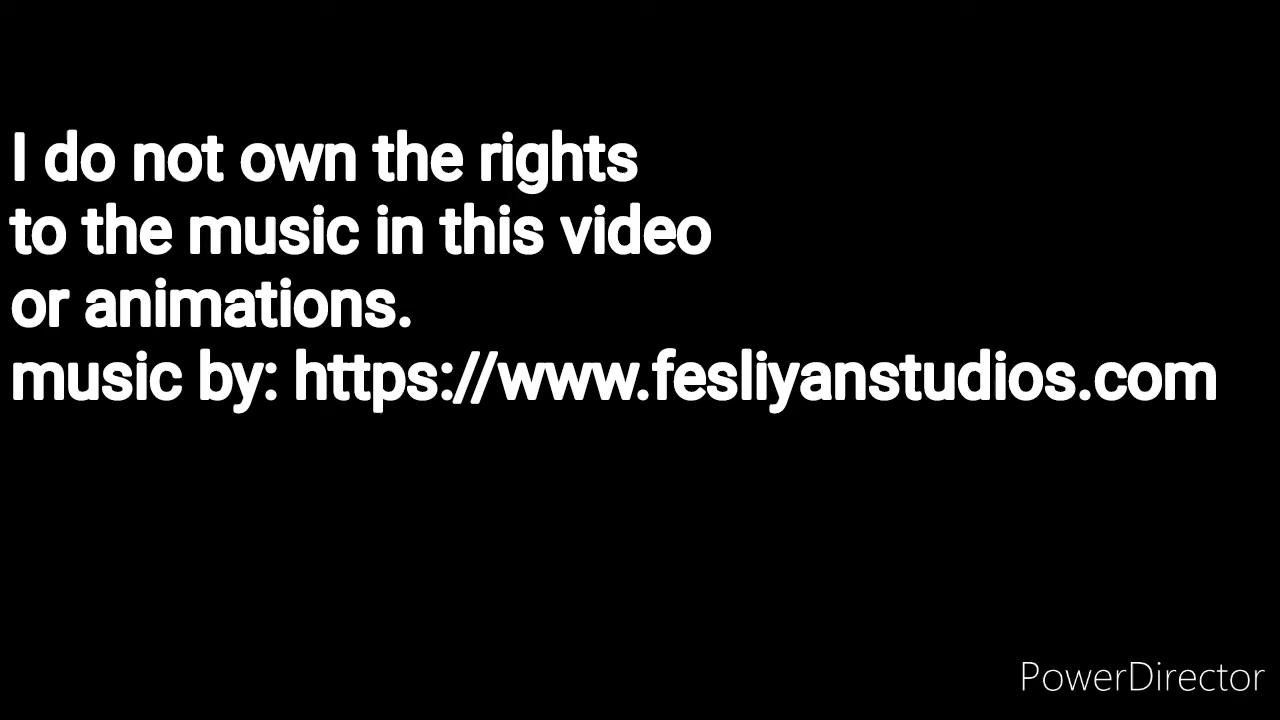 I do not own the rights
to the music in this video
or animations.
music by: https://www.fesliyanstudios.com
PowerDirector